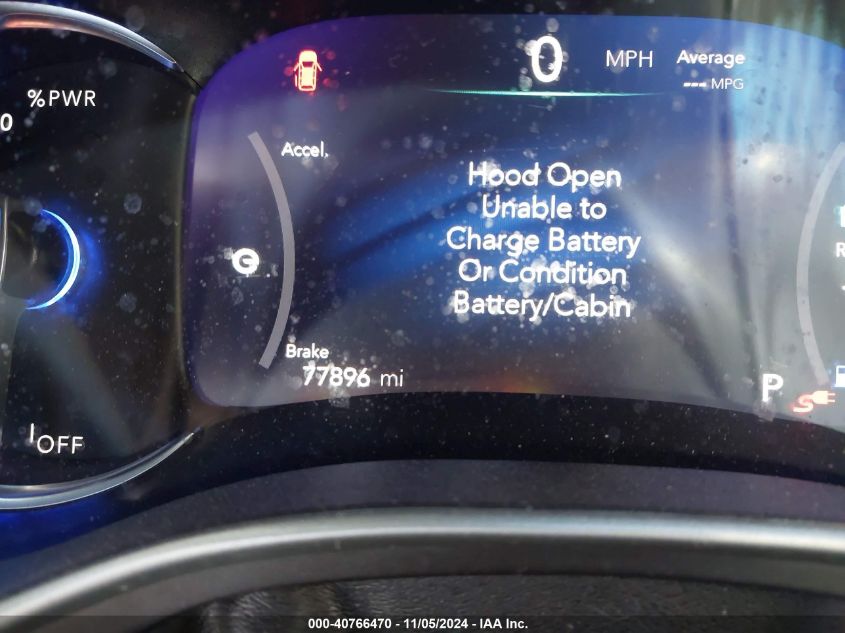 0 MPH
Average
--- MPG
% PWR
0
Accel.
Hood Open
Unable to
Charge Battery
Or Condition
Battery/Cabin
Brake
77896 mi
P
OFF
000-40766470 - 11/05/2024 - IAA Inc.